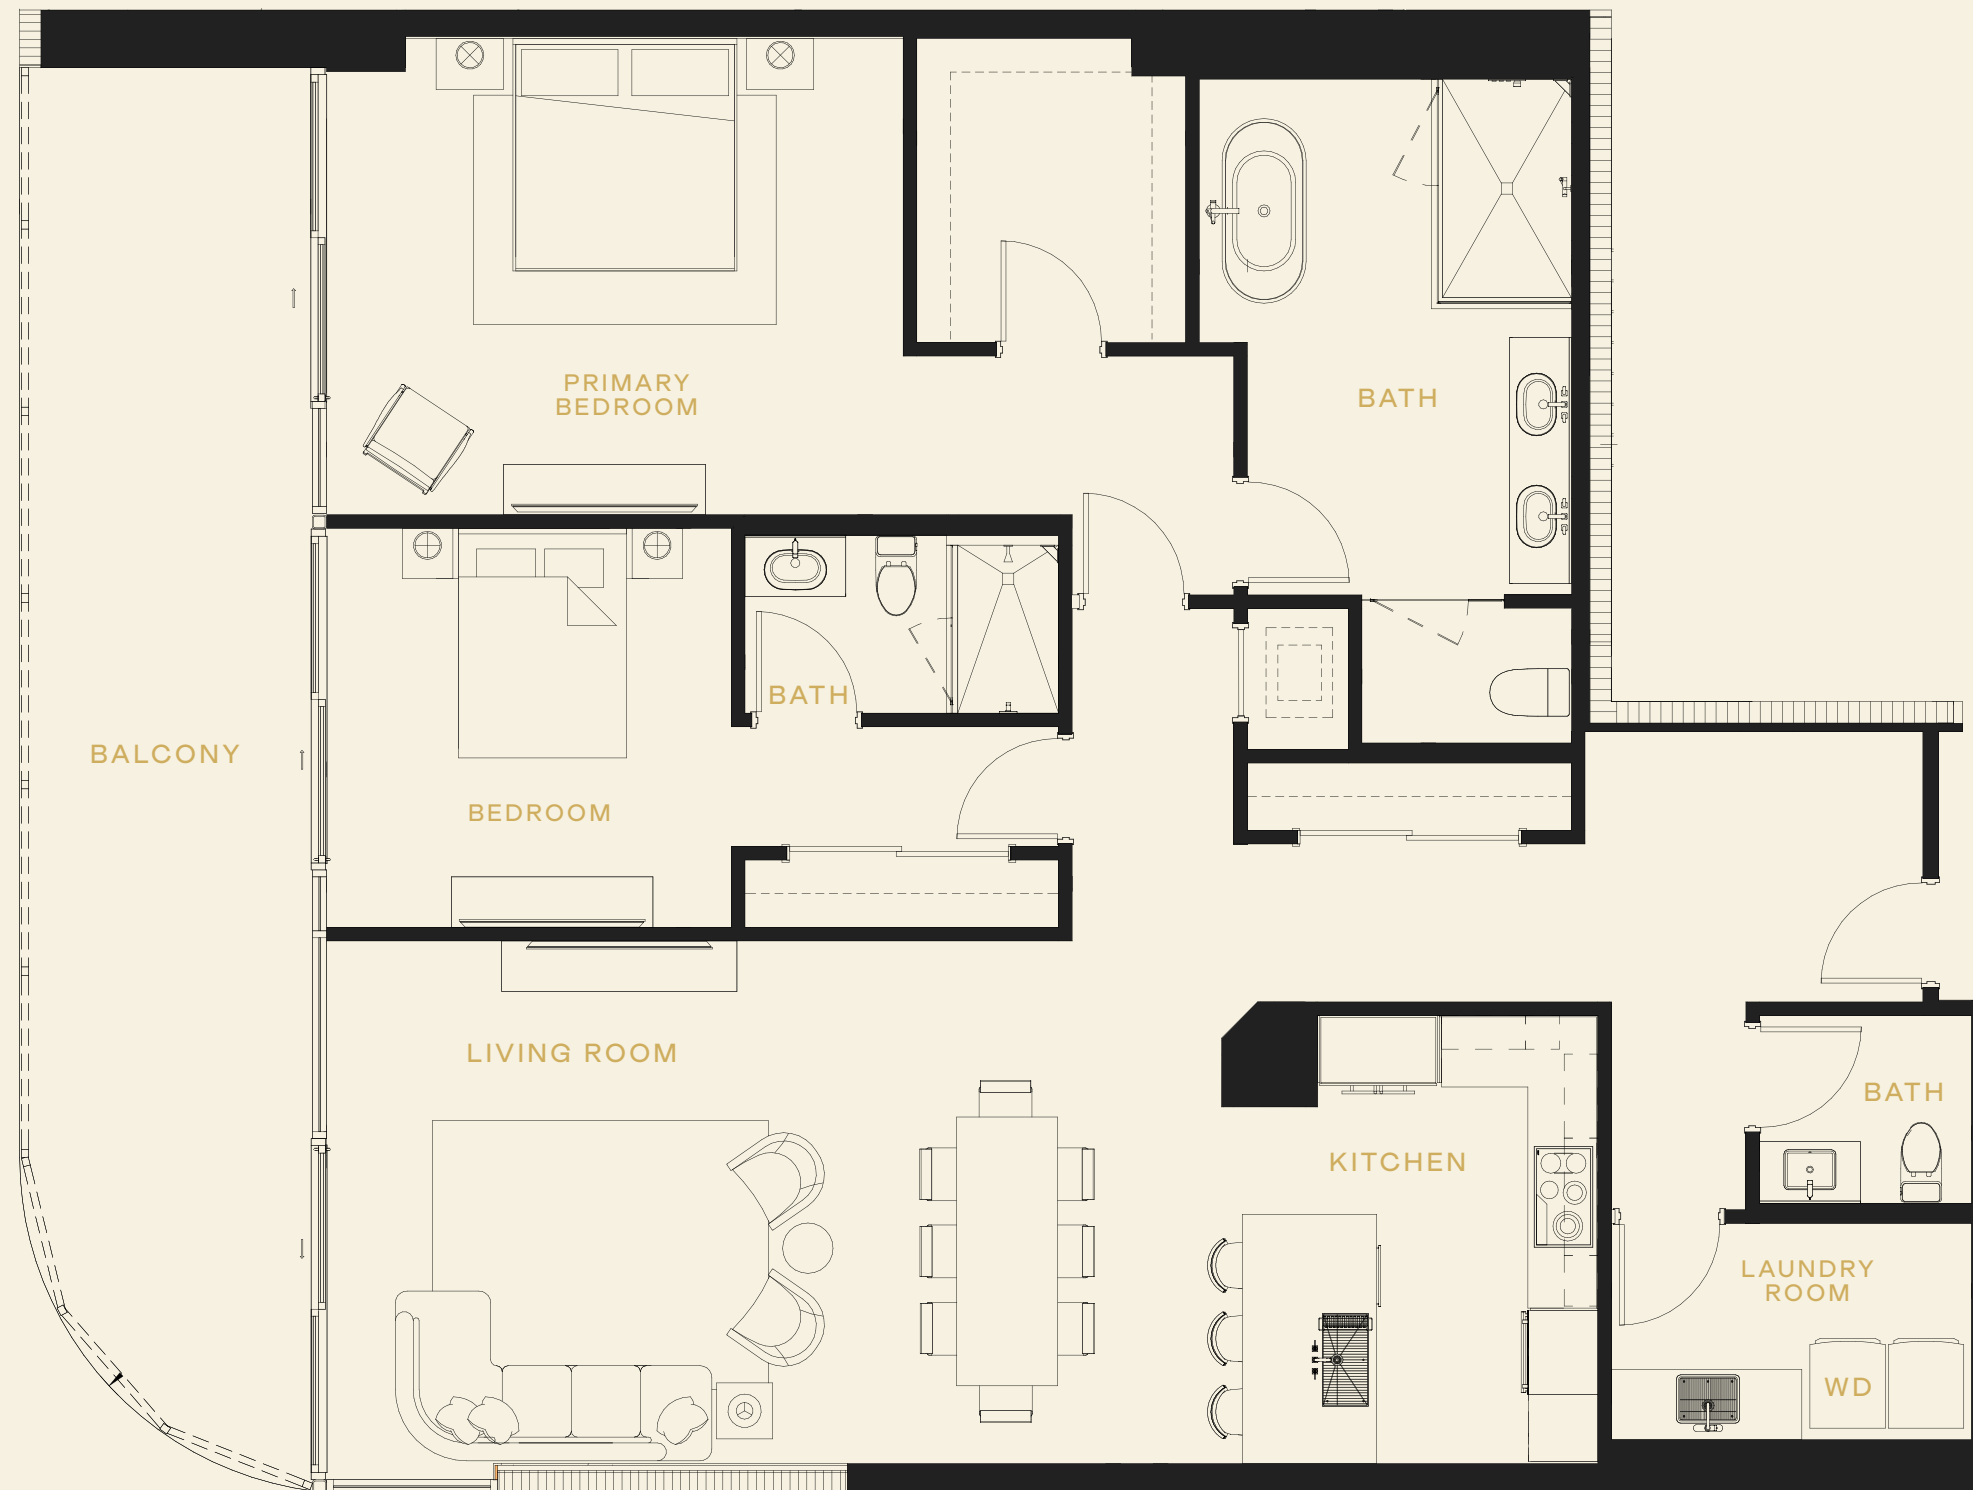 PRIMARY
BEDROOM
BATH
BATH
BALCONY
BEDROOM
LIVING ROOM
BATH
KITCHEN
LAUNDRY
ROOM
WD